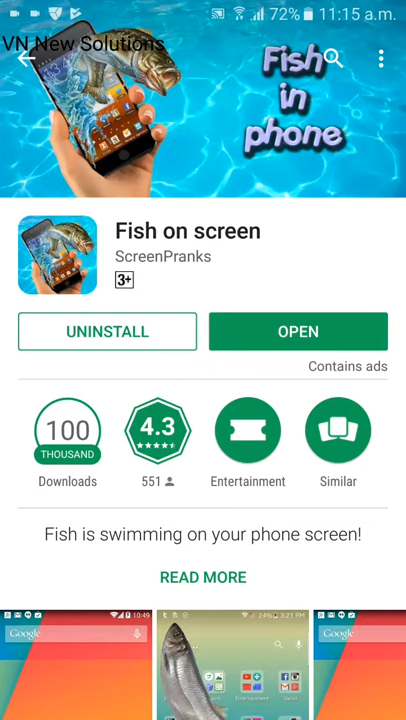 72% 11:15 a.m.
VN New Solutions
Fish
in
phone
Fish on screen
ScreenPranks
3+
UNINSTALL
OPEN
Contains ads
100
THOUSAND
4.3
Downloads
551
Entertainment
Similar
Fish is swimming on your phone screen!
READ MORE
10:49
24% 3:21 PM
Google
Google
Entertainment
Social